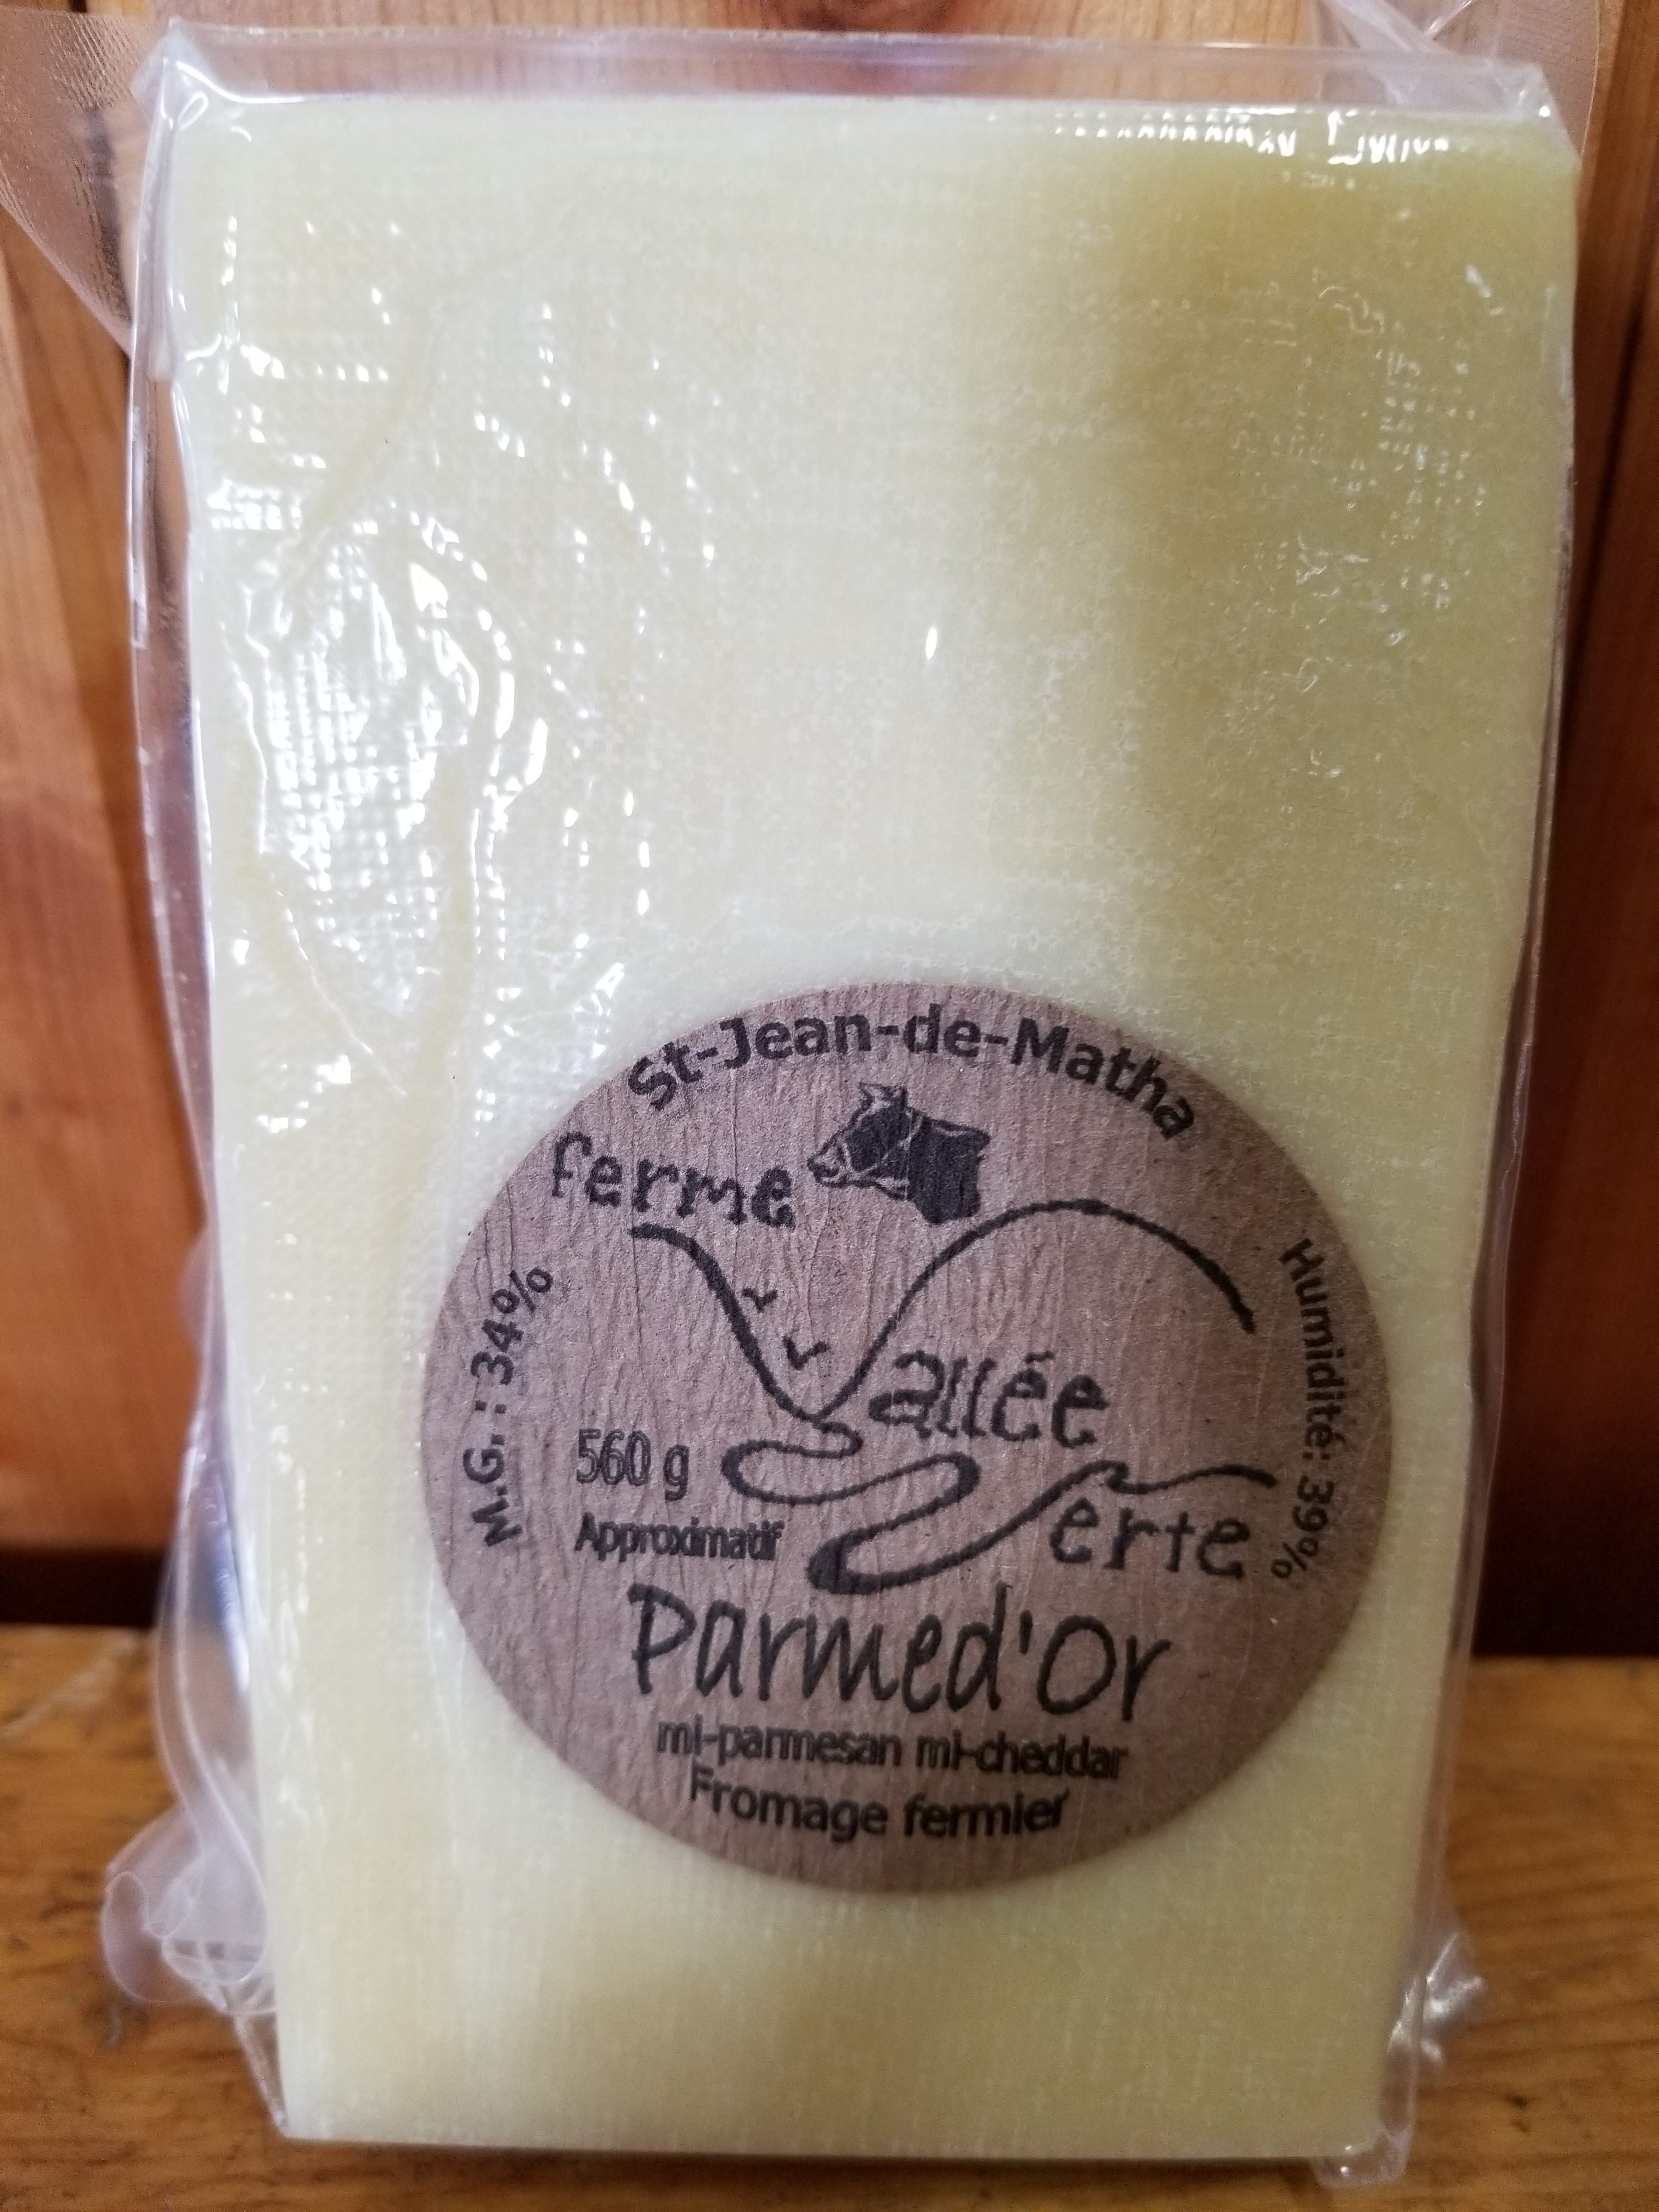 St-Jean-de-Matha
ferme
Vallée
Verte
M.G. : 34%
Humidité: 39%
560 g
Approximatif
Parmed'Or
mi-parmesan mi-cheddar
Fromage fermier